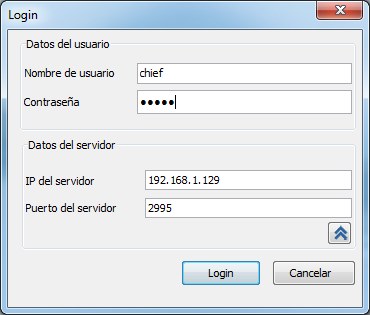 Login
Datos del usuario
Nombre de usuario chief
Contraseña •••••
Datos del servidor
IP del servidor 192.168.1.129
Puerto del servidor 2995
Login Cancelar